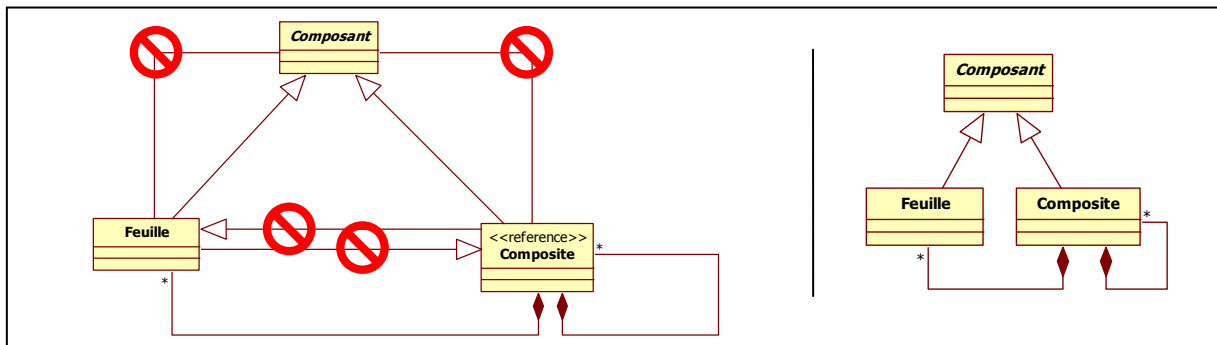 Composant
Feuille
<<reference>>
Composite
*
*
Composant
Feuille
Composite
*
*